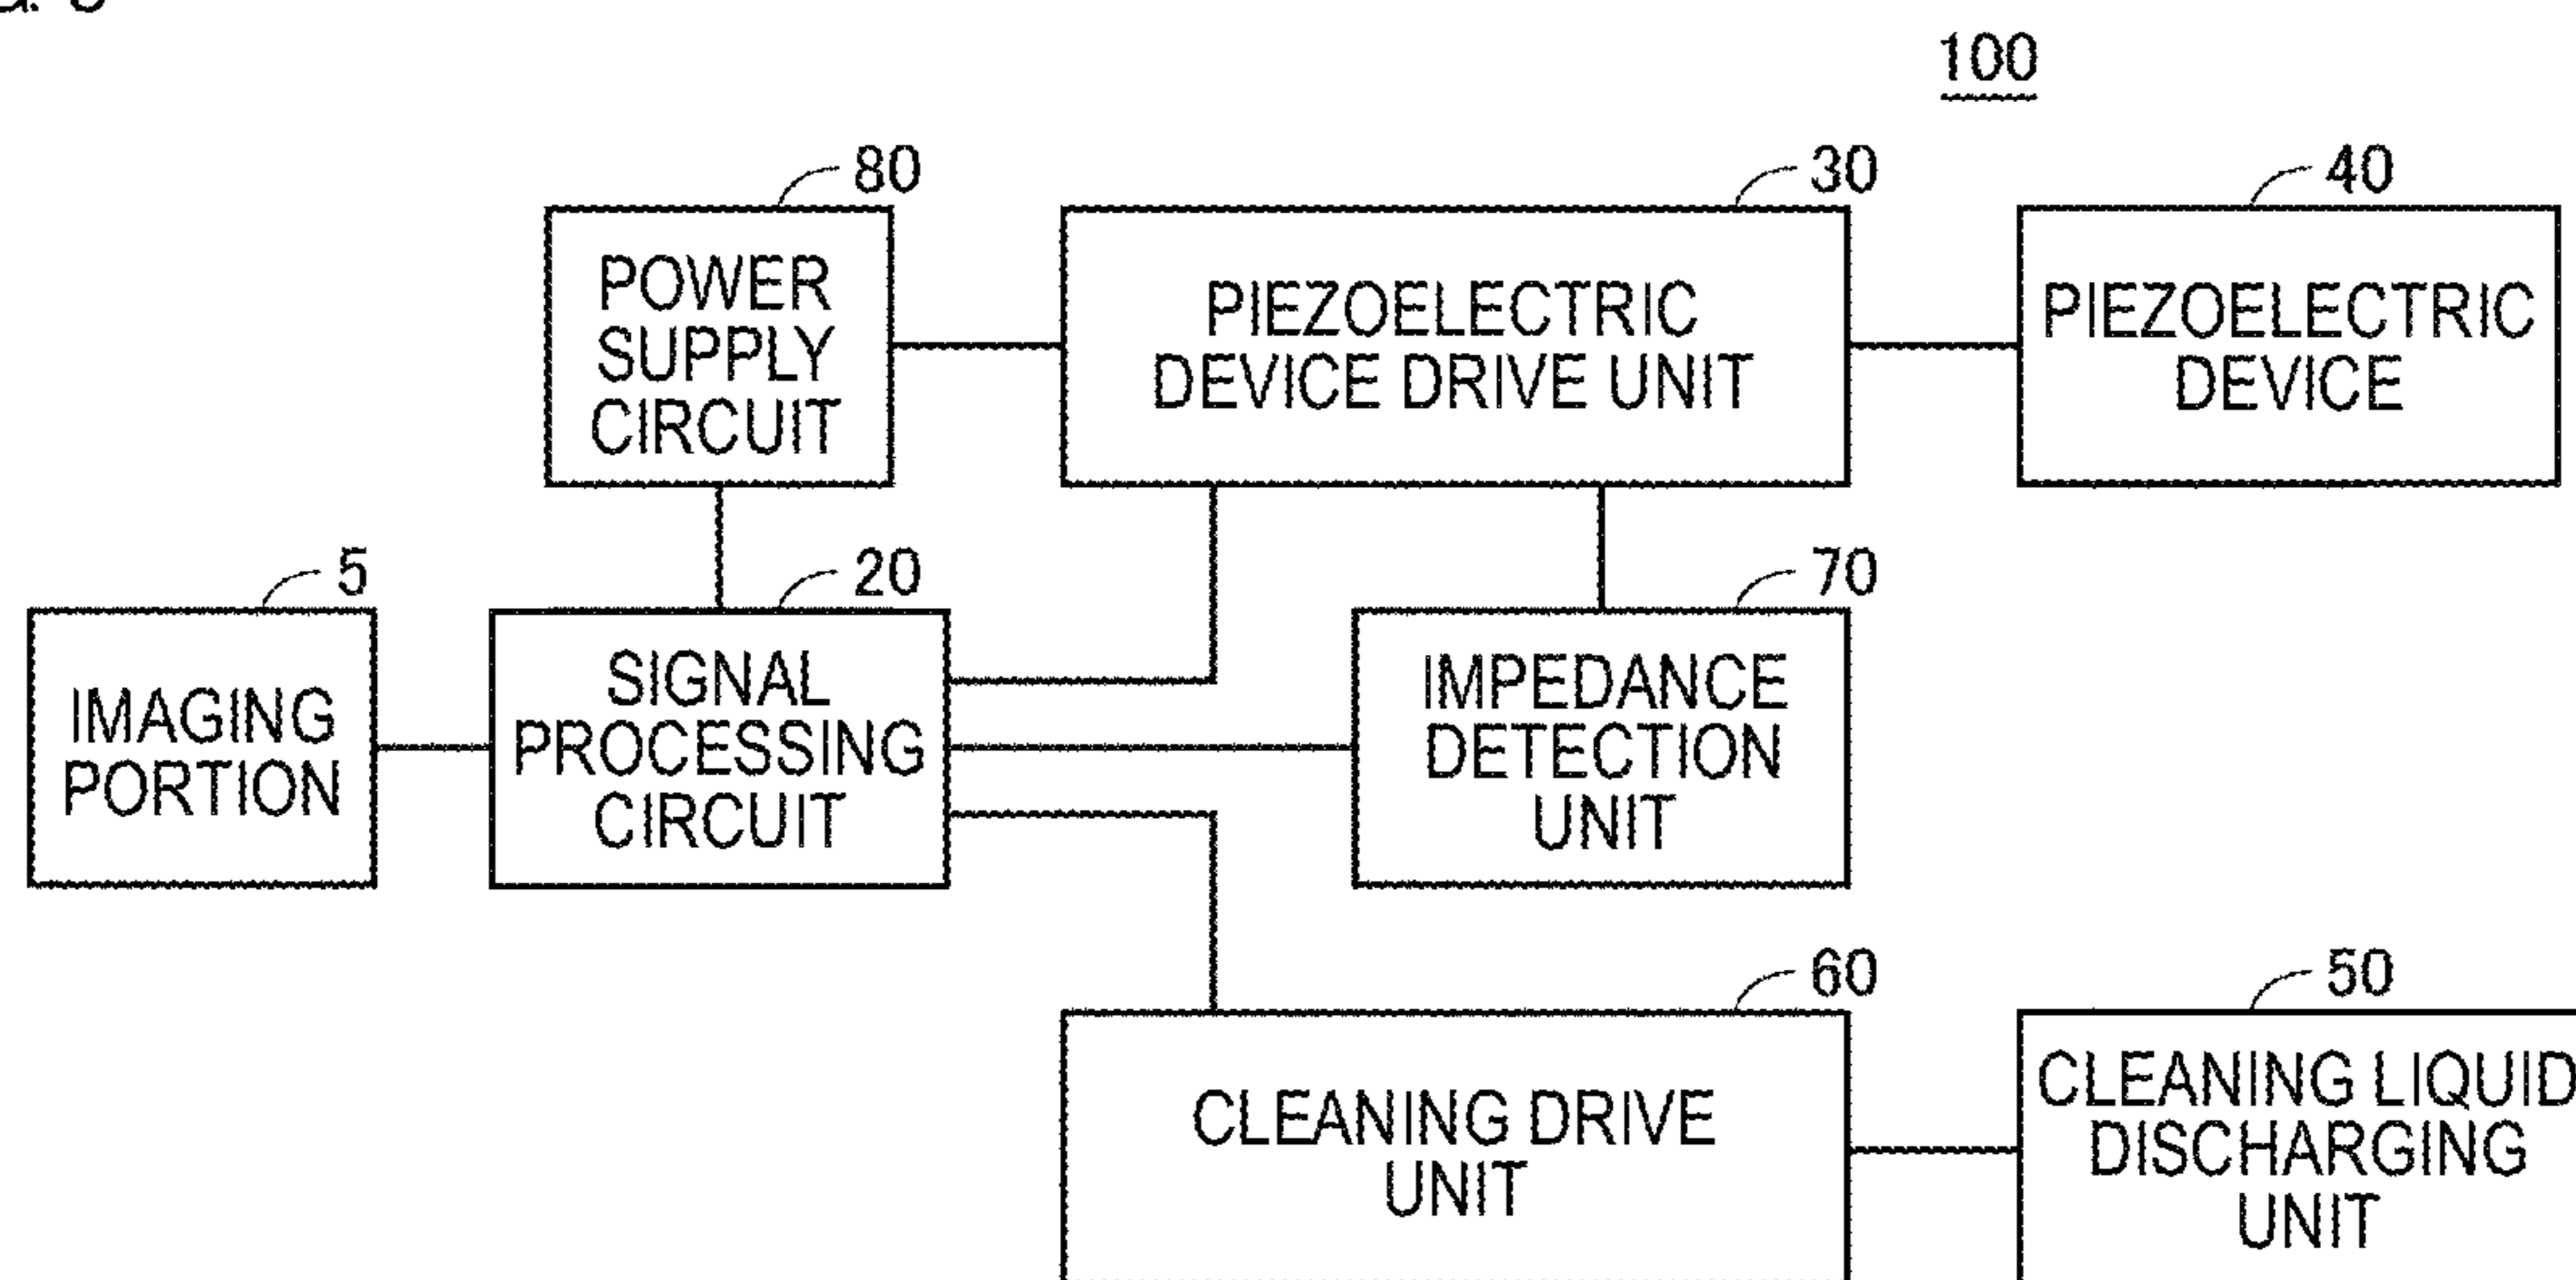 100
80
30
40
POWER
SUPPLY
CIRCUIT
PIEZOELECTRIC
DEVICE DRIVE UNIT
PIEZOELECTRIC
DEVICE
5
20
70
IMAGING
PORTION
SIGNAL
PROCESSING
CIRCUIT
IMPEDANCE
DETECTION
UNIT
60
50
CLEANING DRIVE
UNIT
CLEANING LIQUID
DISCHARGING
UNIT